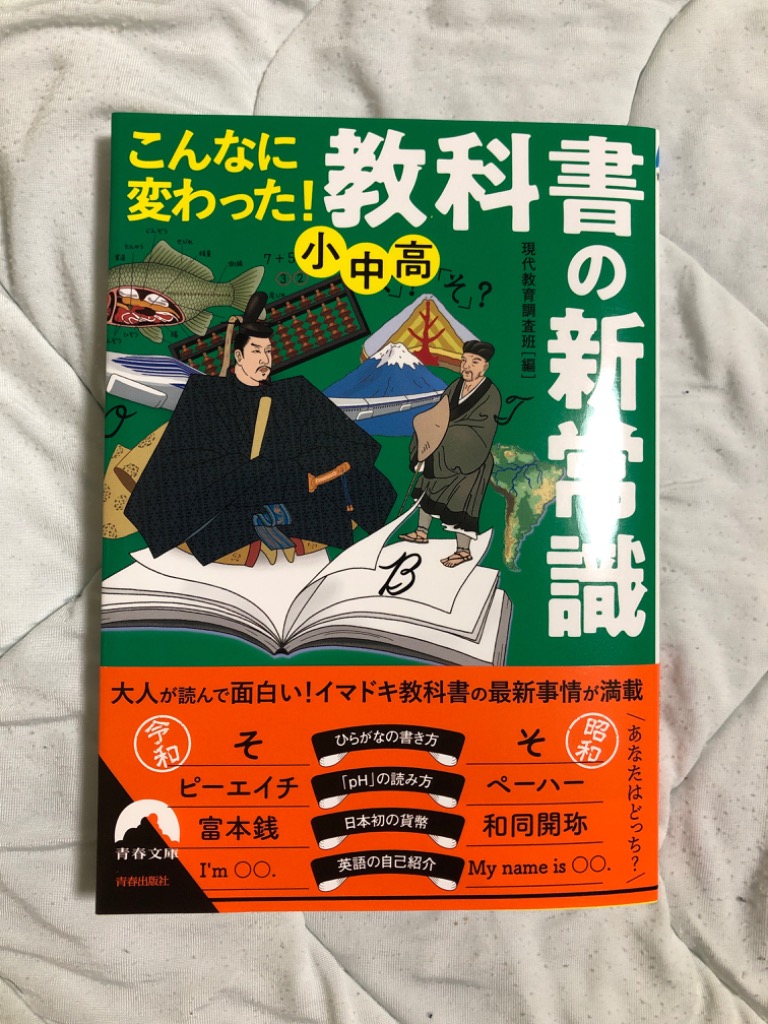 こんなに
変わった!
教科書の新常識
小中高
現代教育調査班[編]
7+5
3 2
「そ」?
B
大人が読んで面白い!イマドキ教科書の最新事情が満載
令和
昭和
\あなたはどっち?/
そ ひらがなの書き方 そ
ピーエイチ 「pH」の読み方 ペーハー
富本銭 日本初の貨幣 和同開珎
I'm 〇〇. 英語の自己紹介 My name is 〇〇.
青春文庫
青春出版社